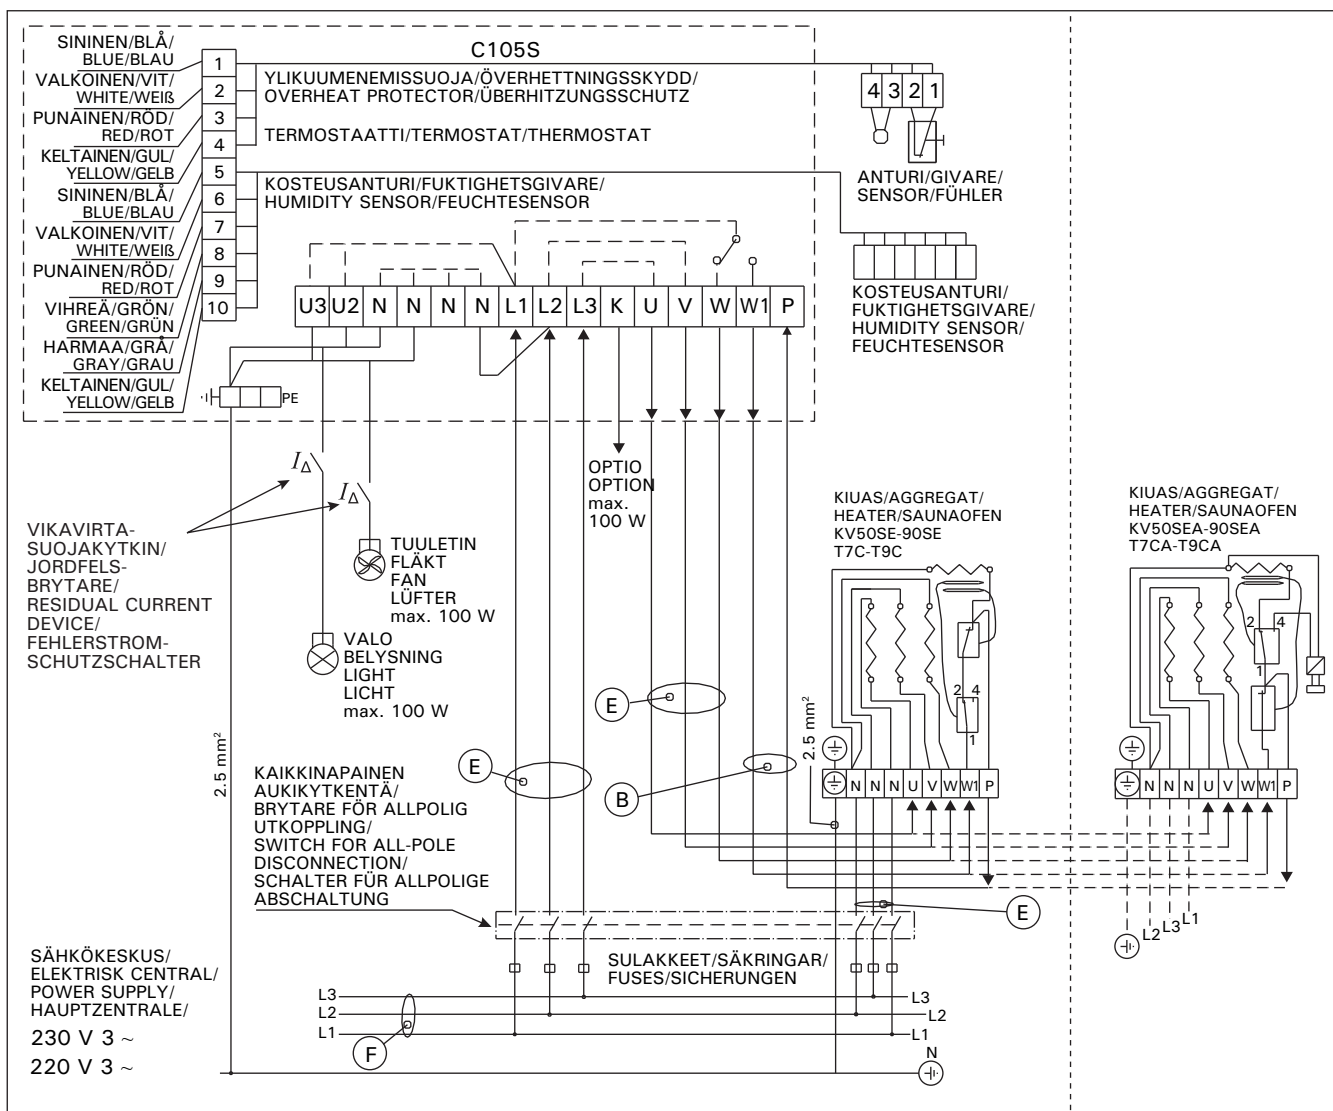 C105S
SININEN/BLÅ/
BLUE/BLAU
VALKOINEN/VIT/
WHITE/WEIß
PUNAINEN/RÖD/
RED/ROT
KELTAINEN/GUL/
YELLOW/GELB
SININEN/BLÅ/
BLUE/BLAU
VALKOINEN/VIT/
WHITE/WEIß
PUNAINEN/RÖD/
RED/ROT
VIHREÄ/GRÖN/
GREEN/GRÜN
HARMAA/GRÅ/
GRAY/GRAU
KELTAINEN/GUL/
YELLOW/GELB
1
2
3
4
5
6
7
8
9
10
YLIKUUMENEMISSUOJA/ÖVERHETTNINGSSKYDD/
OVERHEAT PROTECTOR/ÜBERHITZUNGSSCHUTZ
TERMOSTAATTI/TERMOSTAT/THERMOSTAT
KOSTEUSANTURI/FUKTIGHETSGIVARE/
HUMIDITY SENSOR/FEUCHTESENSOR
4 3 2 1
ANTURI/GIVARE/
SENSOR/FÜHLER
KOSTEUSANTURI/
FUKTIGHETSGIVARE/
HUMIDITY SENSOR/
FEUCHTESENSOR
U3 U2 N N N N L1 L2 L3 K U V W W1 P
PE
OPTIO
OPTION
max.
100 W
I∆
I∆
VIKAVIRTA-
SUOJAKYTKIN/
JORDFELS-
BRYTARE/
RESIDUAL CURRENT
DEVICE/
FEHLERSTROM-
SCHUTZSCHALTER
TUULETIN
FLÄKT
FAN
LÜFTER
max. 100 W
VALO
BELYSNING
LIGHT
LICHT
max. 100 W
KIUAS/AGGREGAT/
HEATER/SAUNAOFEN
KV50SE-90SE
T7C-T9C
2 4
1
N N N U V W W1 P
KIUAS/AGGREGAT/
HEATER/SAUNAOFEN
KV50SEA-90SEA
T7CA-T9CA
2 4
1
N N N U V W W1 P
L2 L3 L1
2.5 mm²
2.5 mm²
E
E
B
E
F
KAIKKINAPAINEN
AUKIKYTKENTÄ/
BRYTARE FÖR ALLPOLIG
UTKOPPLING/
SWITCH FOR ALL-POLE
DISCONNECTION/
SCHALTER FÜR ALLPOLIGE
ABSCHALTUNG
SULAKKEET/SÄKRINGAR/
FUSES/SICHERUNGEN
SÄHKÖKESKUS/
ELEKTRISK CENTRAL/
POWER SUPPLY/
HAUPTZENTRALE/
230 V 3 ~
220 V 3 ~
L3
L2
L1
L3
L2
L1
N